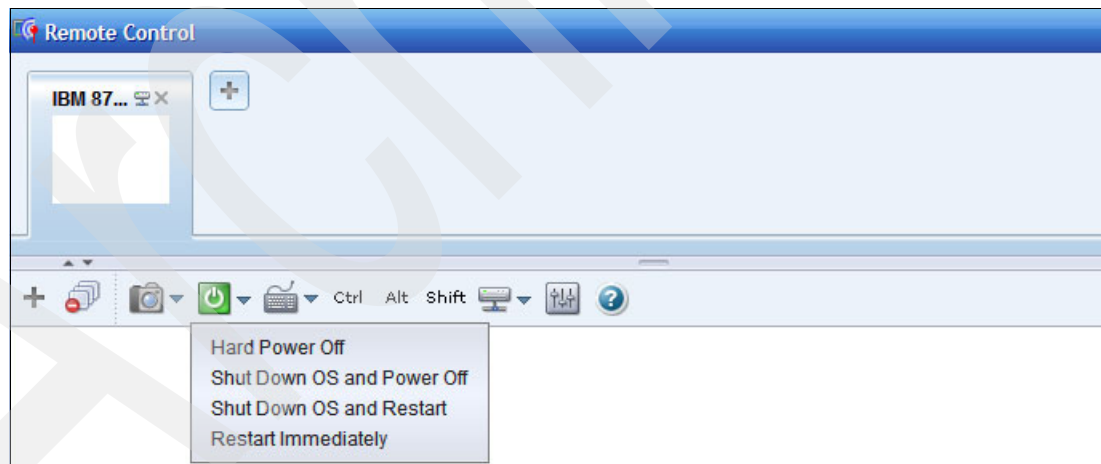 Remote Control
IBM 87...
Ctrl Alt Shift
Hard Power Off
Shut Down OS and Power Off
Shut Down OS and Restart
Restart Immediately